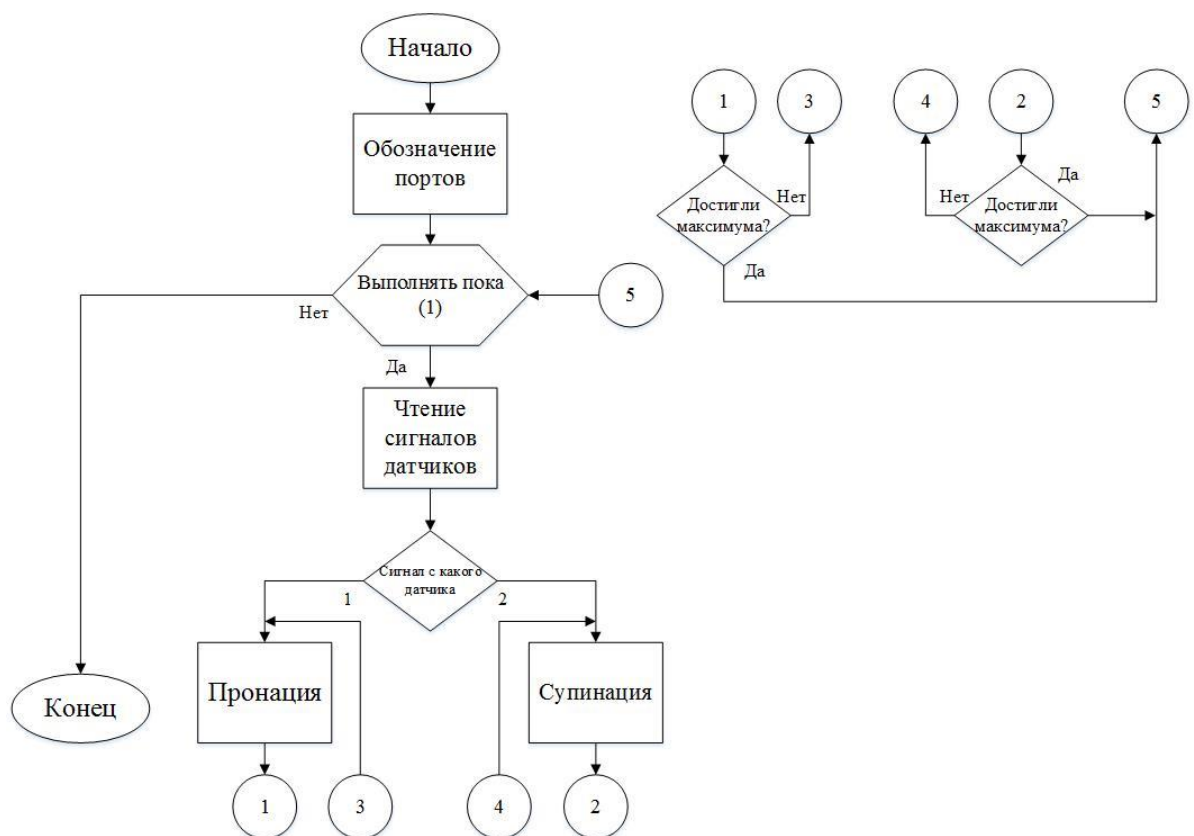 Начало
Обозначение
портов
Выполнять пока
(1)
Нет
5
Да
Чтение
сигналов
датчиков
Сигнал с какого
датчика
1
2
Пронация
Супинация
Конец
1
3
4
2
1
3
4
2
5
Достигли
максимума?
Нет
Да
Нет
Достигли
максимума?
Да